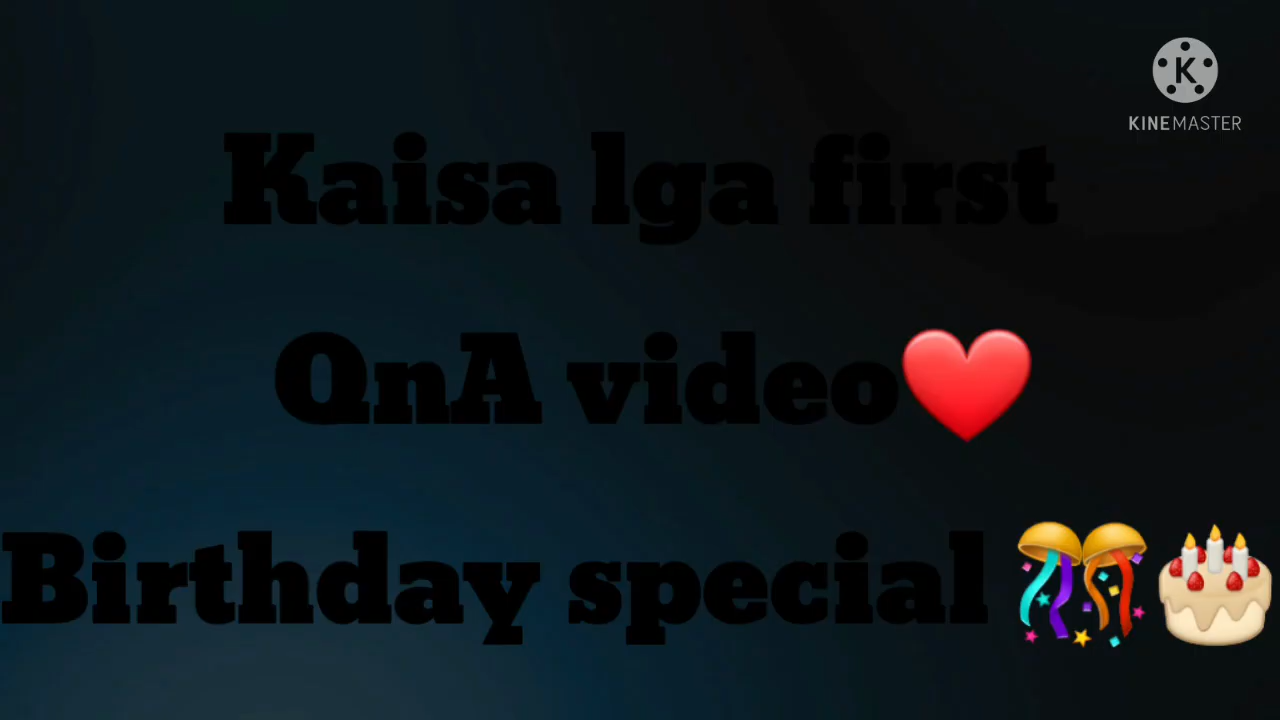 KINEMASTER
Kaisa lga first
QnA video❤️
Birthday special 🎊🎂